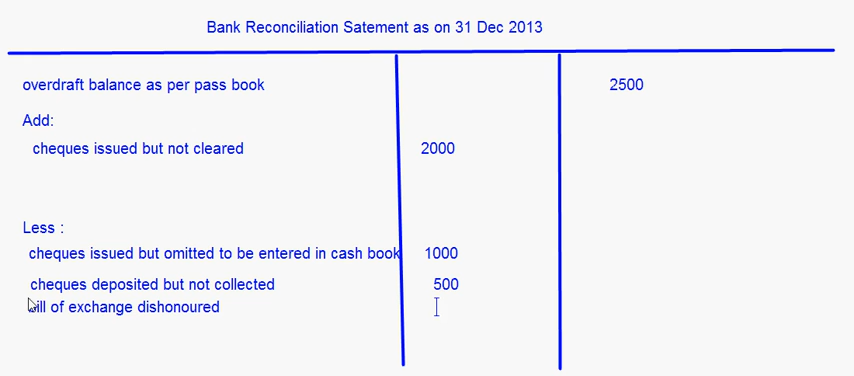 Bank Reconciliation Satement as on 31 Dec 2013
overdraft balance as per pass book 2500
Add:
cheques issued but not cleared 2000
Less :
cheques issued but omitted to be entered in cash book 1000
cheques deposited but not collected 500
bill of exchange dishonoured